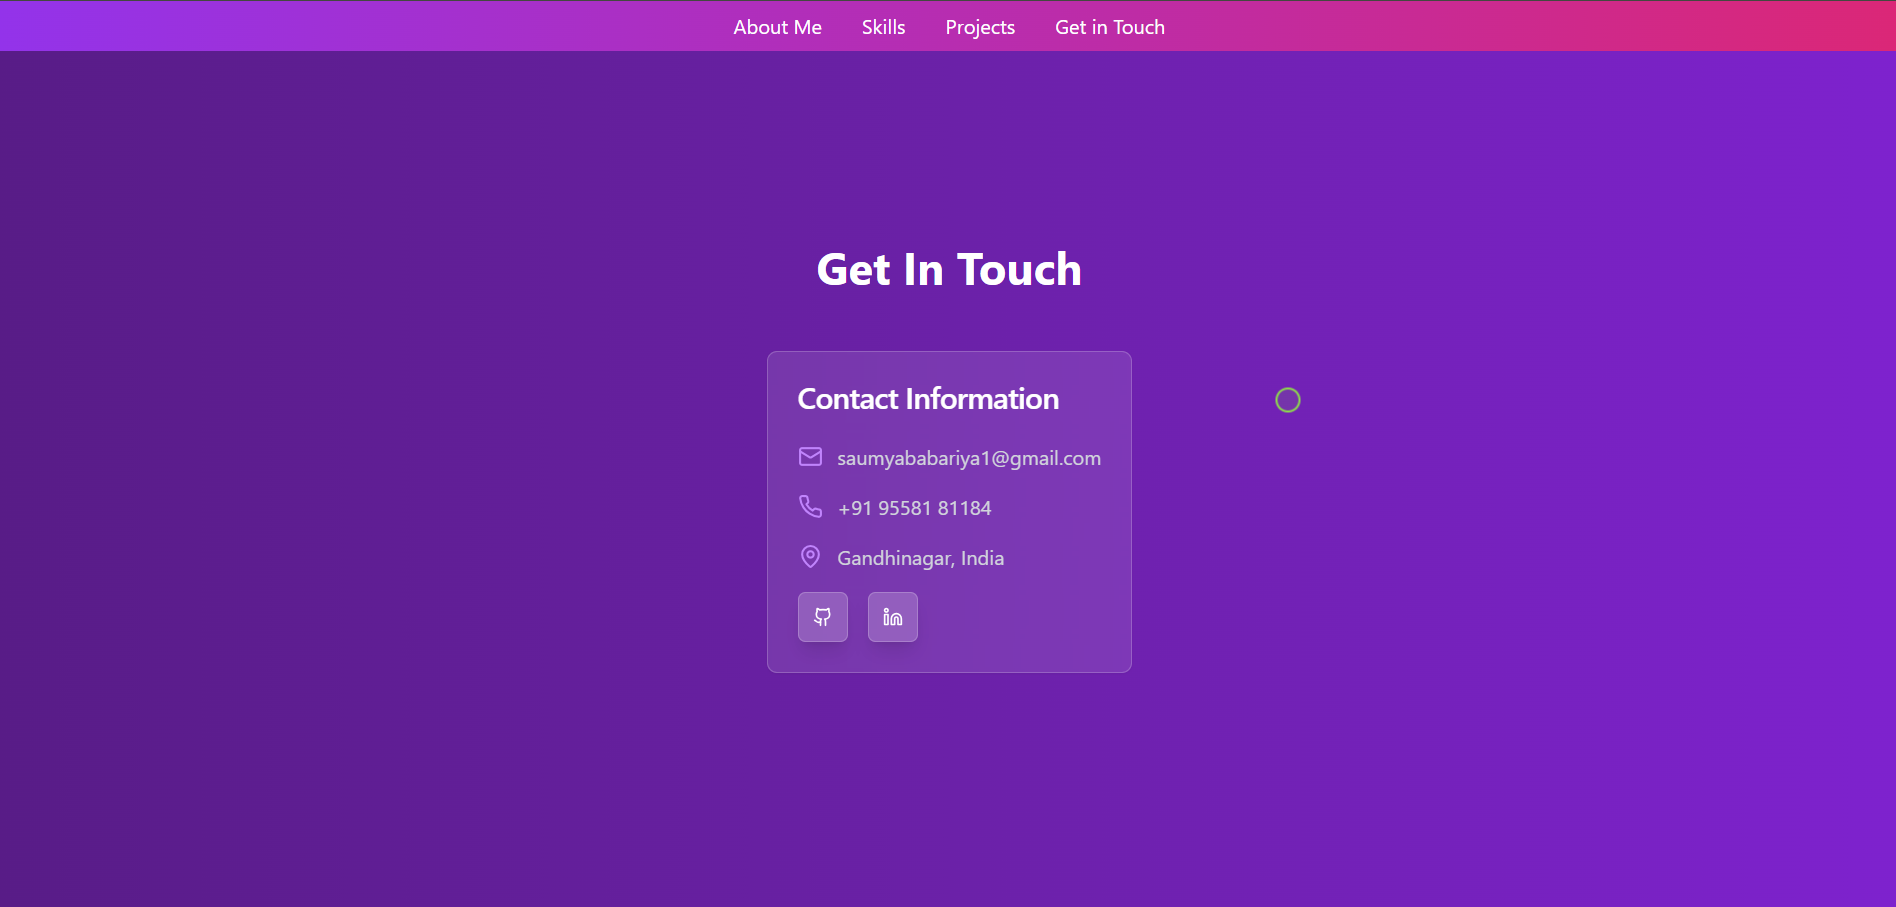 About Me Skills Projects Get in Touch
Get In Touch
Contact Information
saumyababariya1@gmail.com
+91 95581 81184
Gandhinagar, India